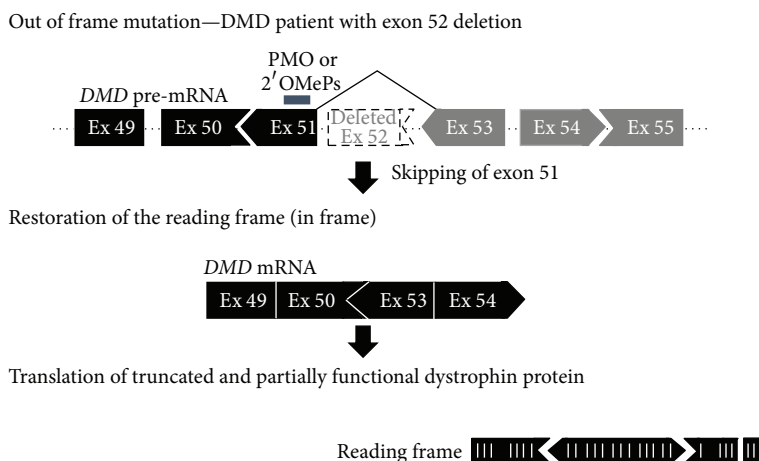 Out of frame mutation—DMD patient with exon 52 deletion
PMO or
2′OMePs
DMD pre-mRNA
Ex 49 Ex 50 Ex 51 Deleted Ex 52 Ex 53 Ex 54 Ex 55
Skipping of exon 51
Restoration of the reading frame (in frame)
DMD mRNA
Ex 49 Ex 50 Ex 53 Ex 54
Translation of truncated and partially functional dystrophin protein
Reading frame